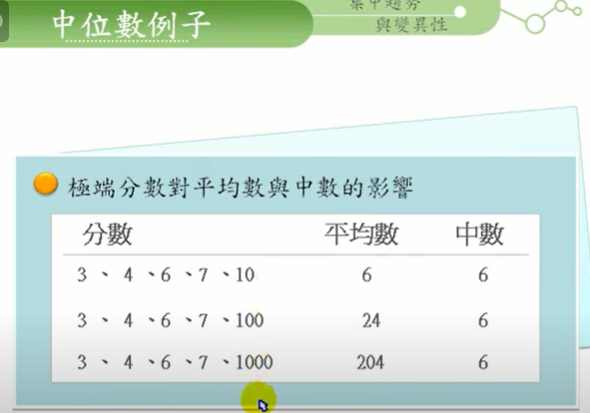 中位數例子
集中趨勢
與變異性
極端分數對平均數與中數的影響
分數 平均數 中數
3、4、6、7、10 6 6
3、4、6、7、100 24 6
3、4、6、7、1000 204 6